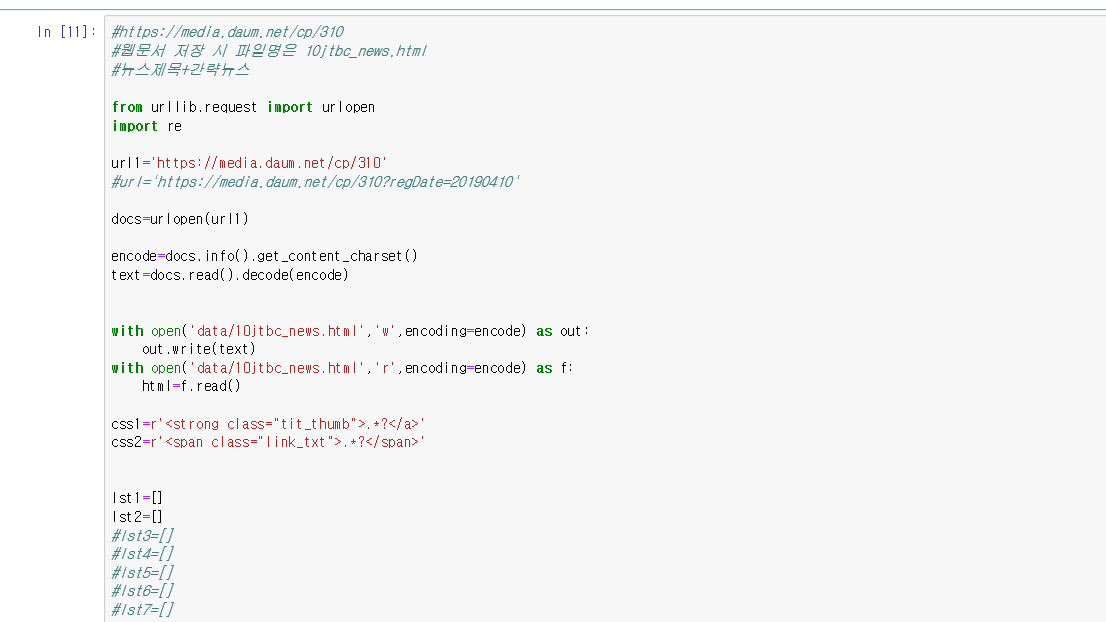 In [11]:
#https://media.daum.net/cp/310
#웹문서 저장 시 파일명은 10jtbc_news.html
#뉴스제목+간략뉴스
from urllib.request import urlopen
import re
url1='https://media.daum.net/cp/310'
#url='https://media.daum.net/cp/310?regDate=20190410'
docs=urlopen(url1)
encode=docs.info().get_content_charset()
text=docs.read().decode(encode)
with open('data/10jtbc_news.html','w',encoding=encode) as out:
    out.write(text)
with open('data/10jtbc_news.html','r',encoding=encode) as f:
    html=f.read()
css1=r'<strong class="tit_thumb">.*?</a>'
css2=r'<span class="link_txt">.*?</span>'
lst1=[]
lst2=[]
#lst3=[]
#lst4=[]
#lst5=[]
#lst6=[]
#lst7=[]